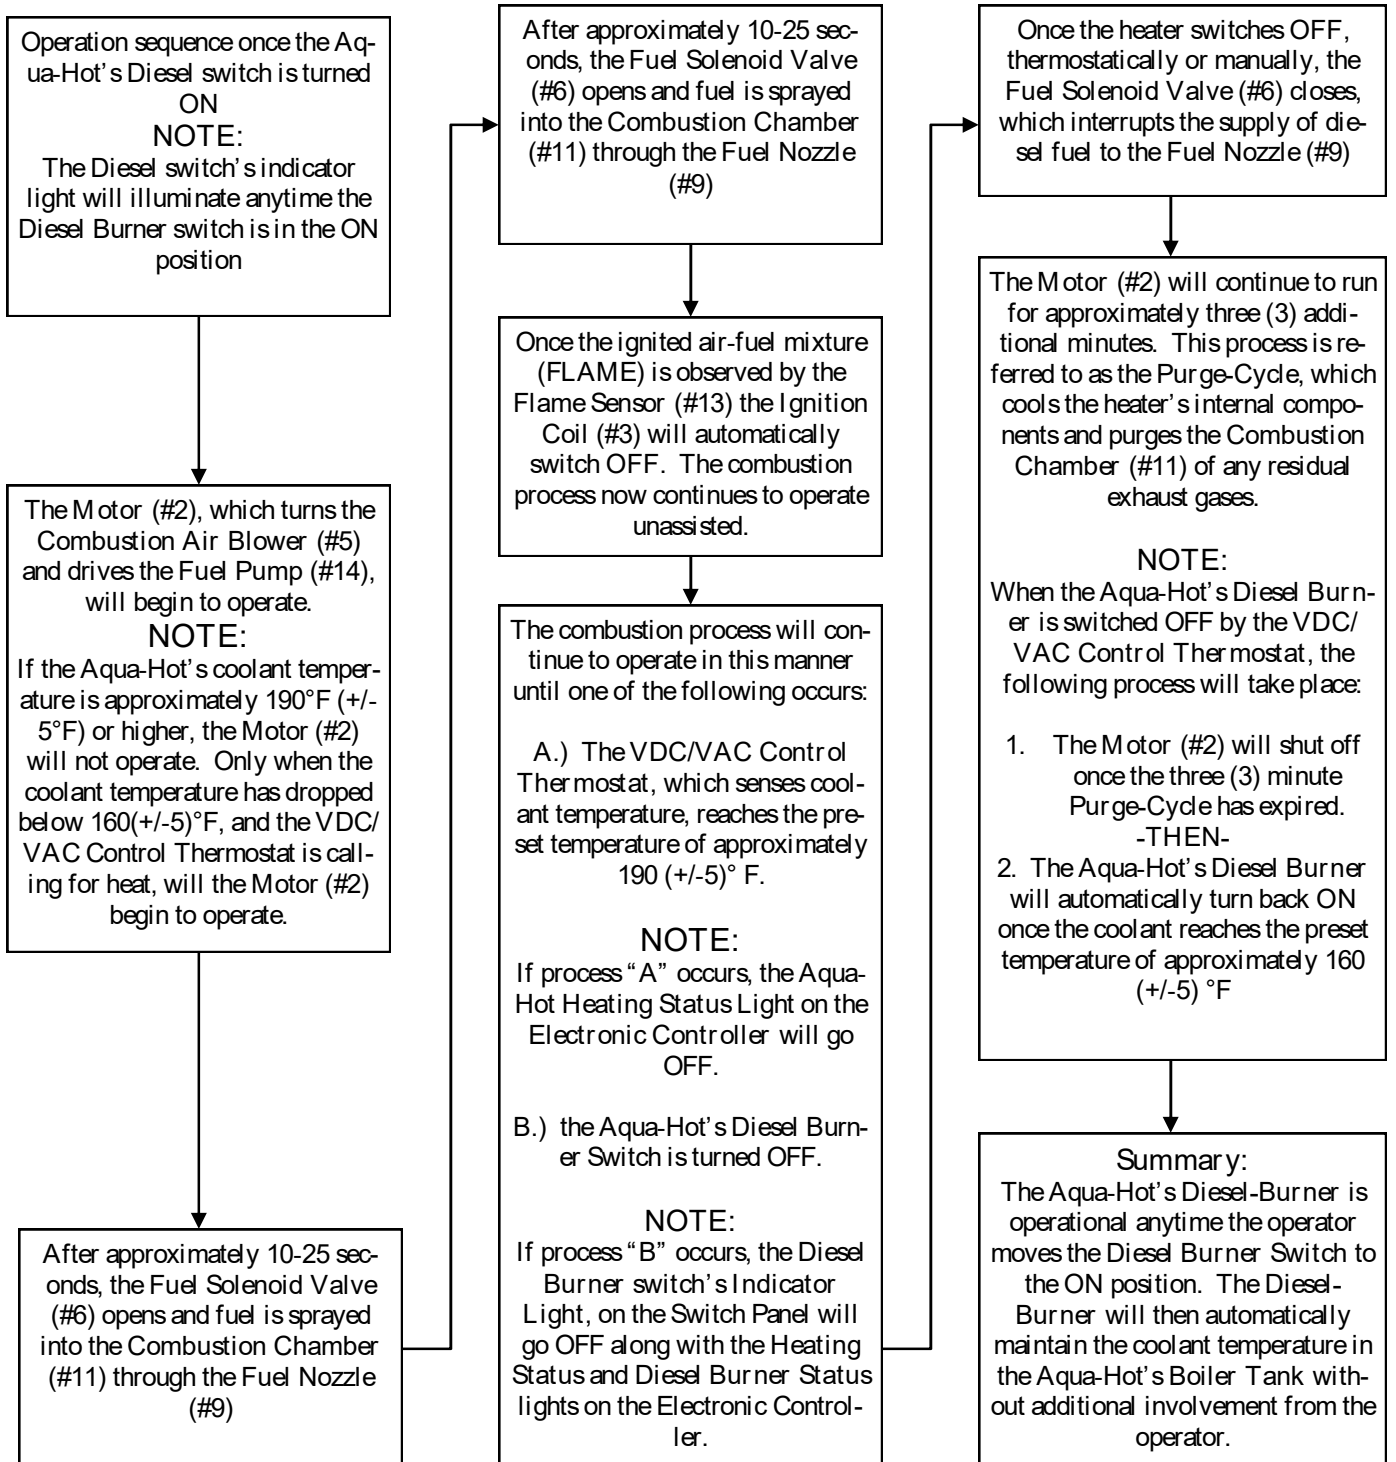 Operation sequence once the Aq-
ua-Hot's Diesel switch is turned
ON
NOTE:
The Diesel switch's indicator
light will illuminate anytime the
Diesel Burner switch is in the ON
position
The Motor (#2), which turns the
Combustion Air Blower (#5)
and drives the Fuel Pump (#14),
will begin to operate.
NOTE:
If the Aqua-Hot's coolant temper-
ature is approximately 190°F (+/-
5°F) or higher, the Motor (#2)
will not operate. Only when the
coolant temperature has dropped
below 160(+/-5)°F, and the VDC/
VAC Control Thermostat is call-
ing for heat, will the Motor (#2)
begin to operate.
After approximately 10-25 sec-
onds, the Fuel Solenoid Valve
(#6) opens and fuel is sprayed
into the Combustion Chamber
(#11) through the Fuel Nozzle
(#9)
After approximately 10-25 sec-
onds, the Fuel Solenoid Valve
(#6) opens and fuel is sprayed
into the Combustion Chamber
(#11) through the Fuel Nozzle
(#9)
Once the ignited air-fuel mixture
(FLAME) is observed by the
Flame Sensor (#13) the Ignition
Coil (#3) will automatically
switch OFF. The combustion
process now continues to operate
unassisted.
The combustion process will con-
tinue to operate in this manner
until one of the following occurs:
A.) The VDC/VAC Control
Thermostat, which senses cool-
ant temperature, reaches the pre-
set temperature of approximately
190 (+/-5)° F.
NOTE:
If process “A” occurs, the Aqua-
Hot Heating Status Light on the
Electronic Controller will go
OFF.
B.) the Aqua-Hot's Diesel Burn-
er Switch is turned OFF.
NOTE:
If process “B” occurs, the Diesel
Burner switch's Indicator
Light, on the Switch Panel will
go OFF along with the Heating
Status and Diesel Burner Status
lights on the Electronic Control-
ler.
Once the heater switches OFF,
thermostatically or manually, the
Fuel Solenoid Valve (#6) closes,
which interrupts the supply of die-
sel fuel to the Fuel Nozzle (#9)
The Motor (#2) will continue to run
for approximately three (3) addi-
tional minutes. This process is re-
ferred to as the Purge-Cycle, which
cools the heater's internal compo-
nents and purges the Combustion
Chamber (#11) of any residual
exhaust gases.
NOTE:
When the Aqua-Hot's Diesel Burn-
er is switched OFF by the VDC/
VAC Control Thermostat, the
following process will take place:
1. The Motor (#2) will shut off
once the three (3) minute
Purge-Cycle has expired.
-THEN-
2. The Aqua-Hot's Diesel Burner
will automatically turn back ON
once the coolant reaches the preset
temperature of approximately 160
(+/-5) °F
Summary:
The Aqua-Hot's Diesel-Burner is
operational anytime the operator
moves the Diesel Burner Switch to
the ON position. The Diesel-
Burner will then automatically
maintain the coolant temperature in
the Aqua-Hot's Boiler Tank with-
out additional involvement from the
operator.